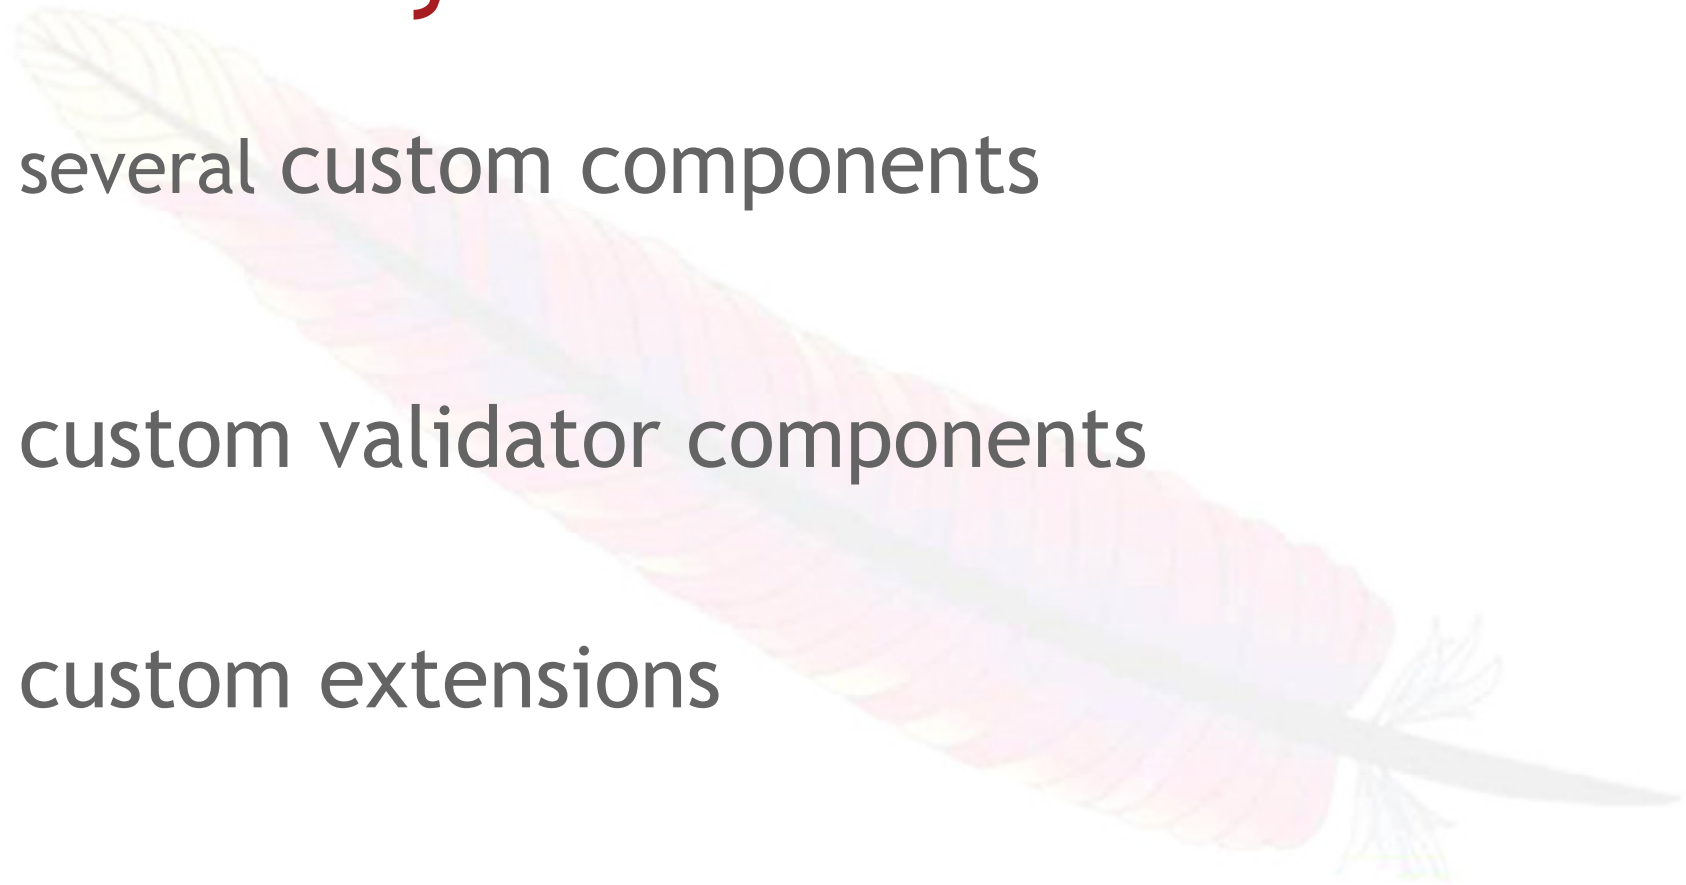 several custom components
custom validator components
custom extensions